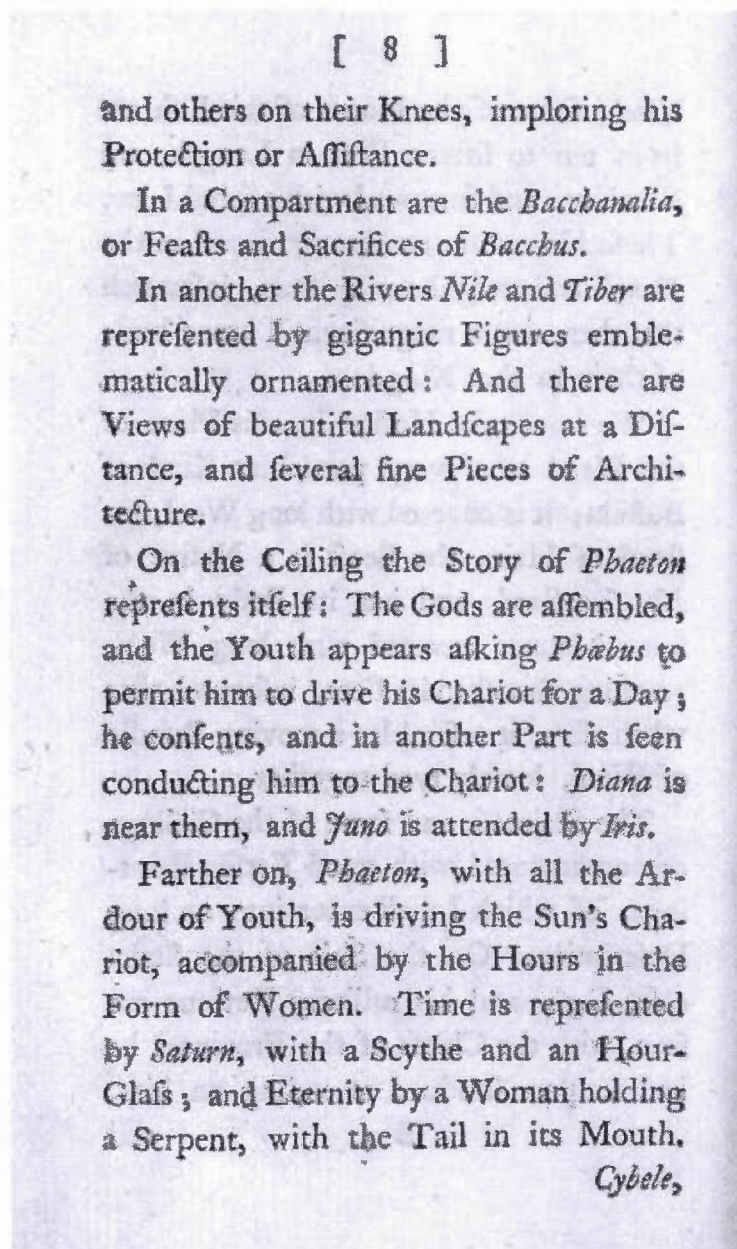 [ 8 ]
and others on their Knees, imploring his
Protection or Aſſiſtance.
In a Compartment are the Bacchanalia,
or Feaſts and Sacrifices of Bacchus.
In another the Rivers Nile and Tiber are
repreſented by gigantic Figures emble-
matically ornamented : And there are
Views of beautiful Landſcapes at a Diſ-
tance, and ſeveral fine Pieces of Archi-
tecture.
On the Ceiling the Story of Phaeton
repreſents itſelf : The Gods are aſſembled,
and the Youth appears aſking Phœbus to
permit him to drive his Chariot for a Day ;
he conſents, and in another Part is ſeen
conducting him to the Chariot : Diana is
near them, and Juno is attended by Iris.
Farther on, Phaeton, with all the Ar-
dour of Youth, is driving the Sun's Cha-
riot, accompanied by the Hours in the
Form of Women. Time is repreſented
by Saturn, with a Scythe and an Hour-
Glaſs ; and Eternity by a Woman holding
a Serpent, with the Tail in its Mouth.
Cybele,